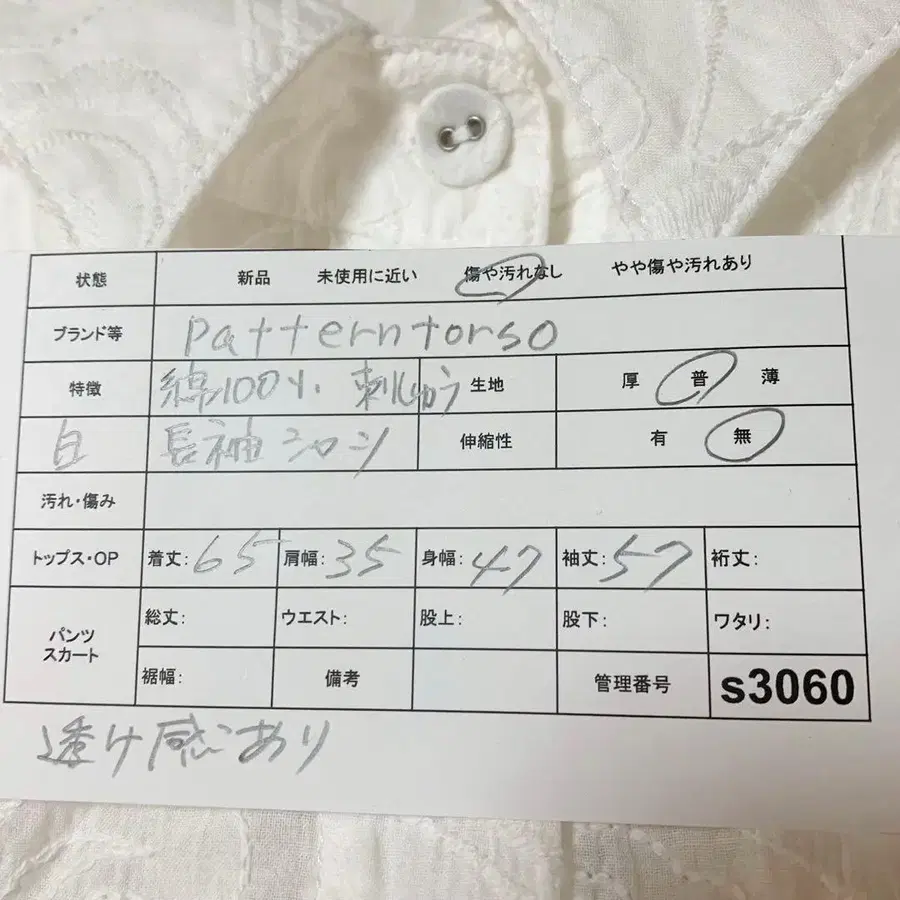 状態 新品 未使用に近い 傷や汚れなし やや傷や汚れあり
ブランド等 patterntorso
特徴 綿100% 刺しゅう 生地 厚 普 薄
白 長袖シャツ 伸縮性 有 無
汚れ・傷み
トップス・OP 着丈:65 肩幅:35 身幅:47 袖丈:57 裄丈:
パンツ
スカート
総丈: ウエスト: 股上: 股下: ワタリ:
裾幅: 備考 管理番号 s3060
透け感あり